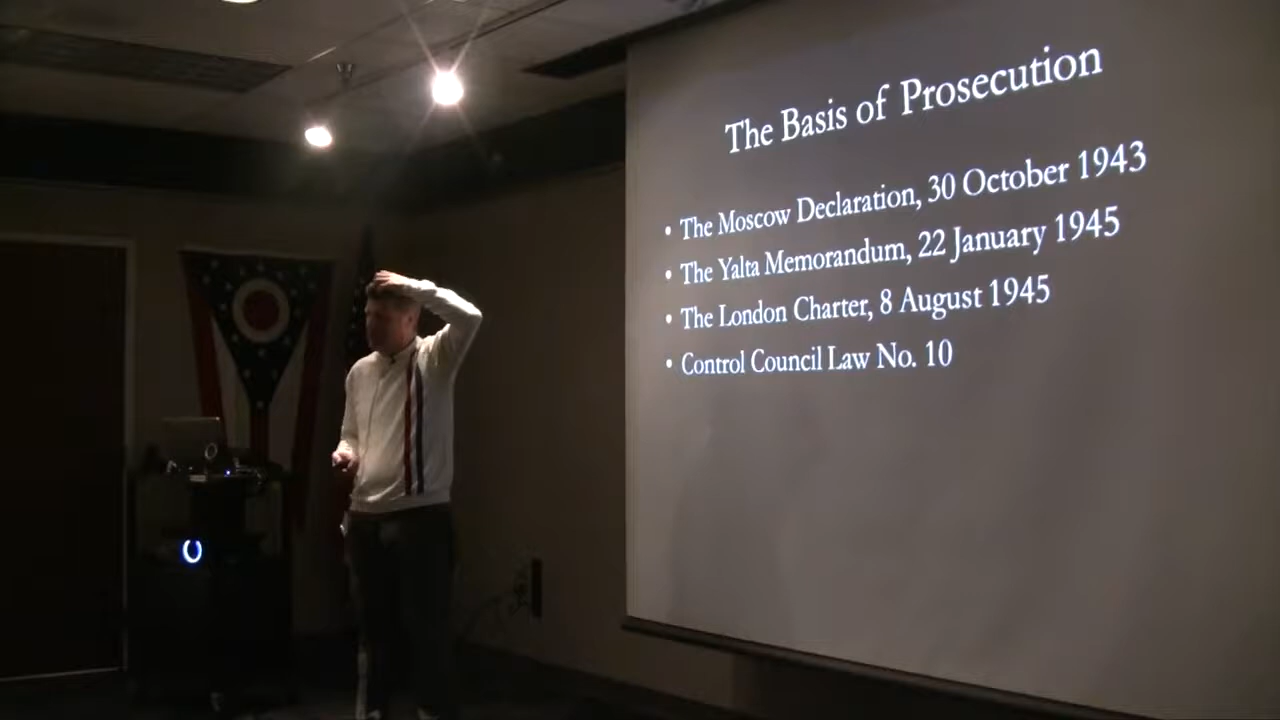 The Basis of Prosecution
• The Moscow Declaration, 30 October 1943
• The Yalta Memorandum, 22 January 1945
• The London Charter, 8 August 1945
• Control Council Law No. 10